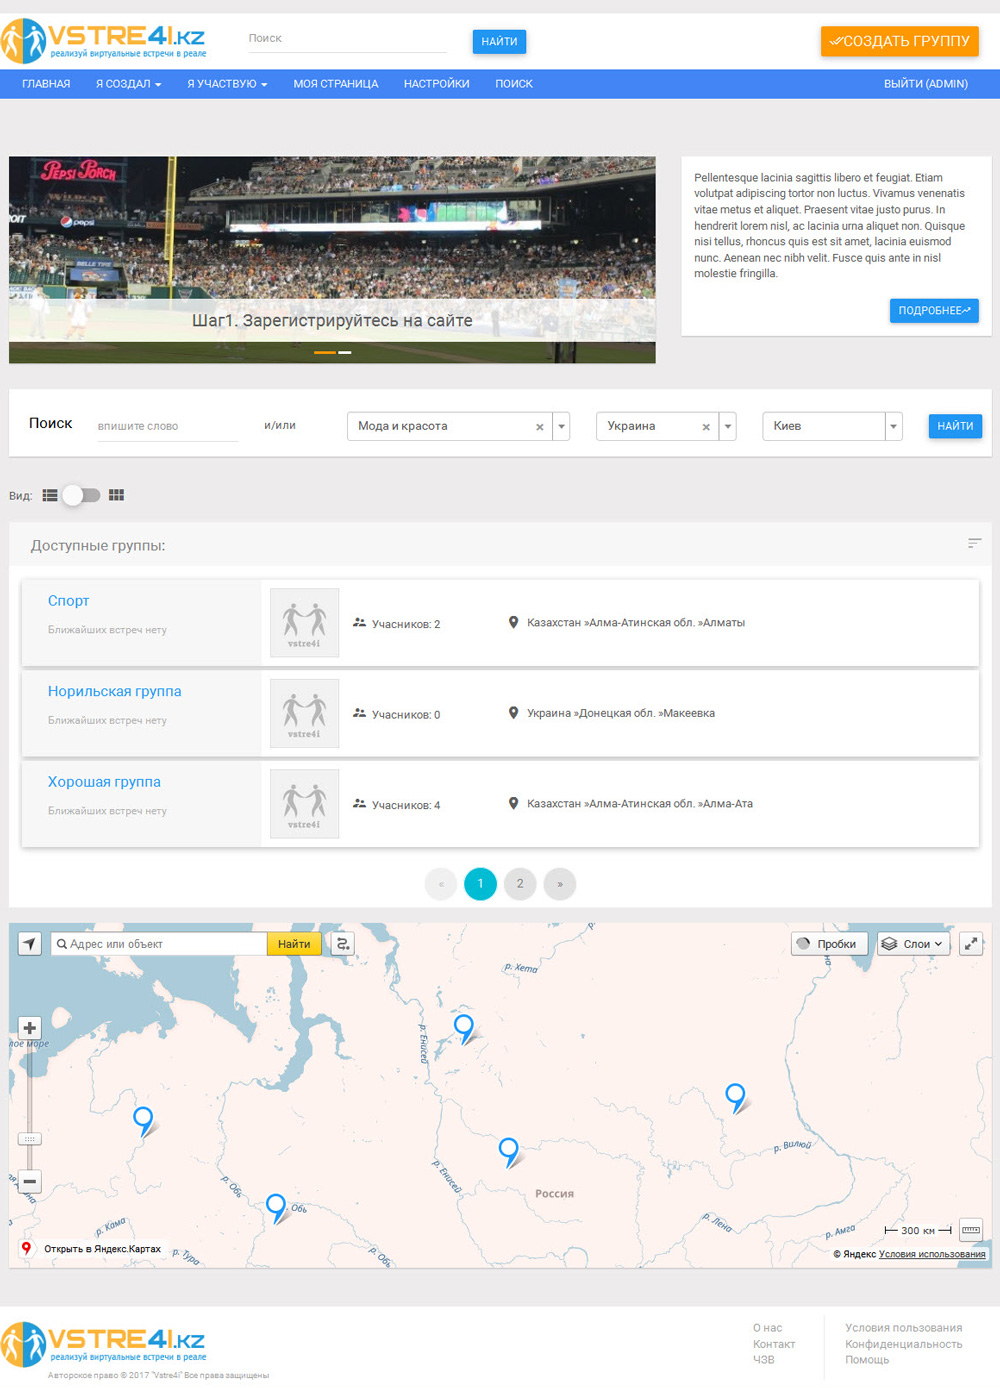 VSTRE4I.KZ
реализуй виртуальные встречи в реале
Поиск
НАЙТИ
СОЗДАТЬ ГРУППУ
ГЛАВНАЯ
Я СОЗДАЛ
Я УЧАСТВУЮ
МОЯ СТРАНИЦА
НАСТРОЙКИ
ПОИСК
ВЫЙТИ (ADMIN)
PEPSI PORCH
pepsi
BELLE TIRE
Шаг1. Зарегистрируйтесь на сайте
Pellentesque lacinia sagittis libero et feugiat. Etiam
volutpat adipiscing tortor non luctus. Vivamus venenatis
vitae metus et aliquet. Praesent vitae justo purus. In
hendrerit lorem nisl, ac lacinia urna aliquet non. Quisque
nisi tellus, rhoncus quis est sit amet, lacinia euismod
nunc. Aenean nec nibh velit. Fusce quis ante in nisl
molestie fringilla.
ПОДРОБНЕЕ
Поиск
впишите слово
и/или
Мода и красота ×
Украина ×
Киев
НАЙТИ
Вид:
Доступные группы:
Спорт
Ближайших встреч нету
vstre4i
Учасников: 2
Казахстан »Алма-Атинская обл. »Алматы
Норильская группа
Ближайших встреч нету
vstre4i
Учасников: 0
Украина »Донецкая обл. »Макеевка
Хорошая группа
Ближайших встреч нету
vstre4i
Учасников: 4
Казахстан »Алма-Атинская обл. »Алма-Ата
« 1 2 »
Адрес или объект
Найти
Пробки
Слои
р. Хета
на
лое море
р. Енисей
р. Вилюй
р. Енисей
Россия
р. Обь
Обь
р. Кама
р. Тура
р. Обь
р. Лена
р. Амга
300 км
Открыть в Яндекс.Картах
© Яндекс Условия использования
VSTRE4I.KZ
реализуй виртуальные встречи в реале
Авторское право © 2017 "Vstre4i" Все права защищены
О нас
Контакт
ЧЗВ
Условия пользования
Конфиденциальность
Помощь